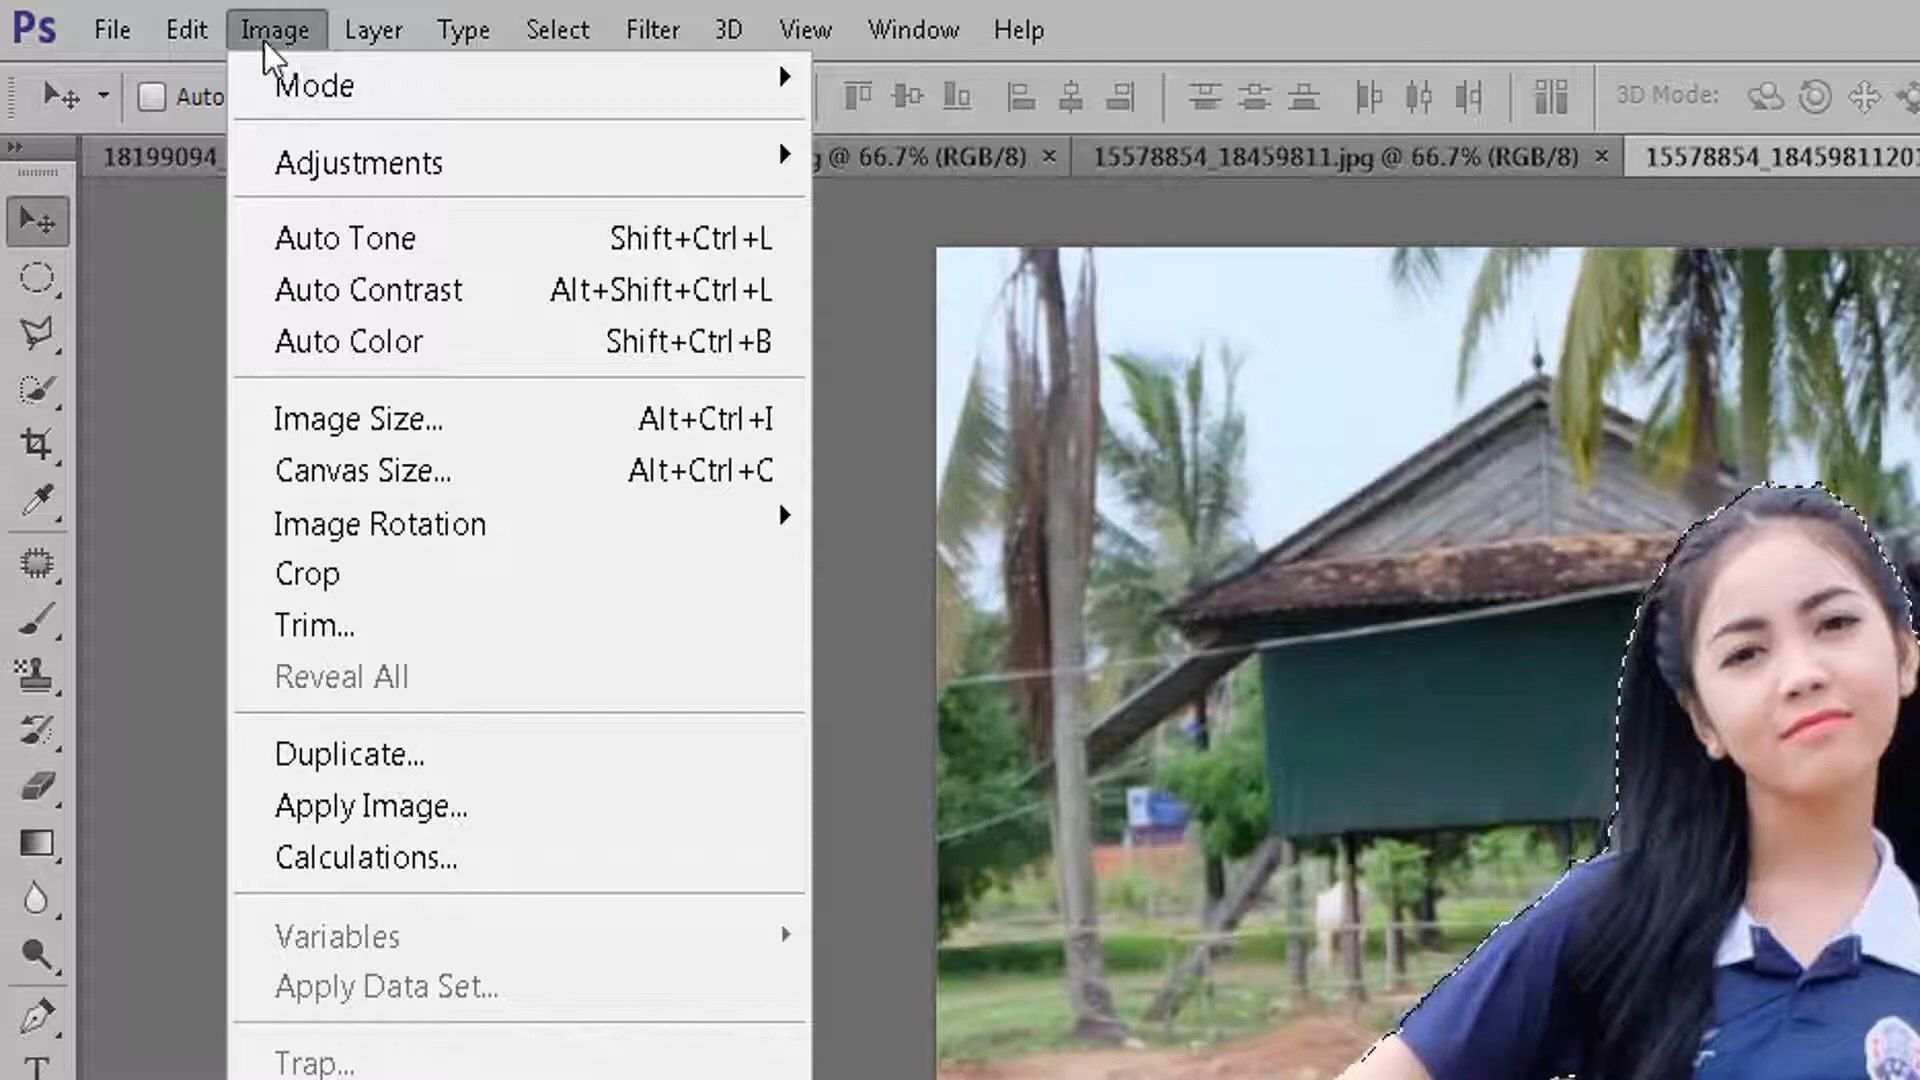 Ps File Edit Image Layer Type Select Filter 3D View Window Help
Auto 3D Mode:
18199094_ g @ 66.7% (RGB/8) × 15578854_18459811.jpg @ 66.7% (RGB/8) × 15578854_1845981120
Mode
Adjustments
Auto Tone Shift+Ctrl+L
Auto Contrast Alt+Shift+Ctrl+L
Auto Color Shift+Ctrl+B
Image Size... Alt+Ctrl+I
Canvas Size... Alt+Ctrl+C
Image Rotation
Crop
Trim...
Reveal All
Duplicate...
Apply Image...
Calculations...
Variables
Apply Data Set...
Trap...